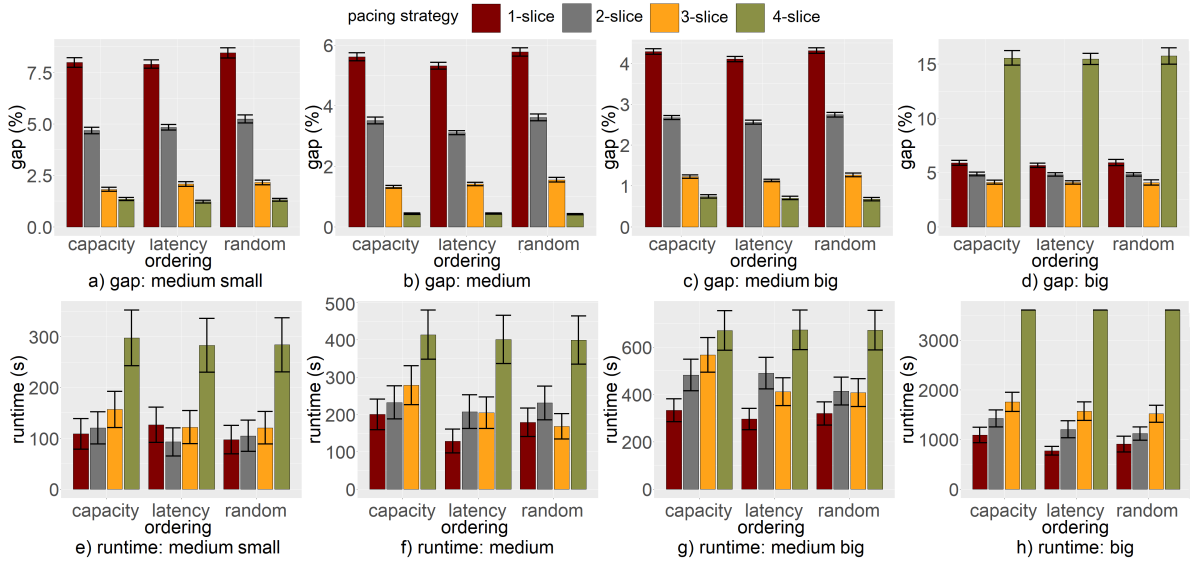 pacing strategy 1-slice 2-slice 3-slice 4-slice
gap (%)
7.5
5.0
2.5
0.0
capacity latency random
ordering
a) gap: medium small
gap (%)
6
4
2
0
capacity latency random
ordering
b) gap: medium
gap (%)
4
3
2
1
0
capacity latency random
ordering
c) gap: medium big
gap (%)
15
10
5
0
capacity latency random
ordering
d) gap: big
runtime (s)
300
200
100
0
capacity latency random
ordering
e) runtime: medium small
runtime (s)
500
400
300
200
100
0
capacity latency random
ordering
f) runtime: medium
runtime (s)
600
400
200
0
capacity latency random
ordering
g) runtime: medium big
runtime (s)
3000
2000
1000
0
capacity latency random
ordering
h) runtime: big